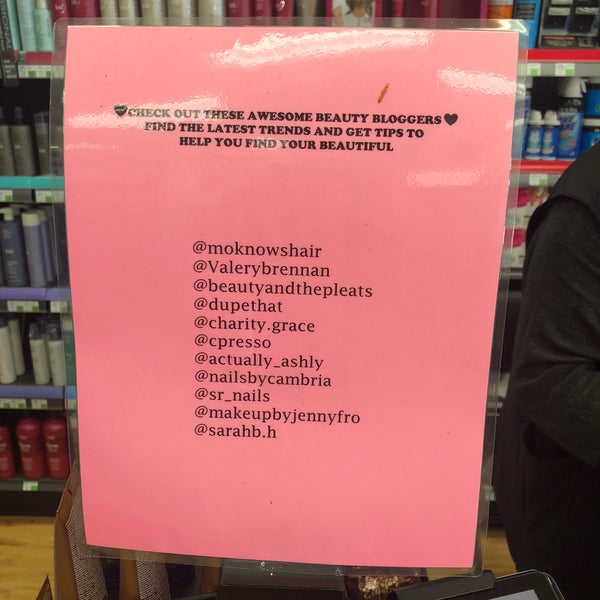 🖤CHECK OUT THESE AWESOME BEAUTY BLOGGERS🖤
FIND THE LATEST TRENDS AND GET TIPS TO
HELP YOU FIND YOUR BEAUTIFUL
@moknowshair
@Valerybrennan
@beautyandthepleats
@dupethat
@charity.grace
@cpresso
@actually_ashly
@nailsbycambria
@sr_nails
@makeupbyjennyfro
@sarahb.h